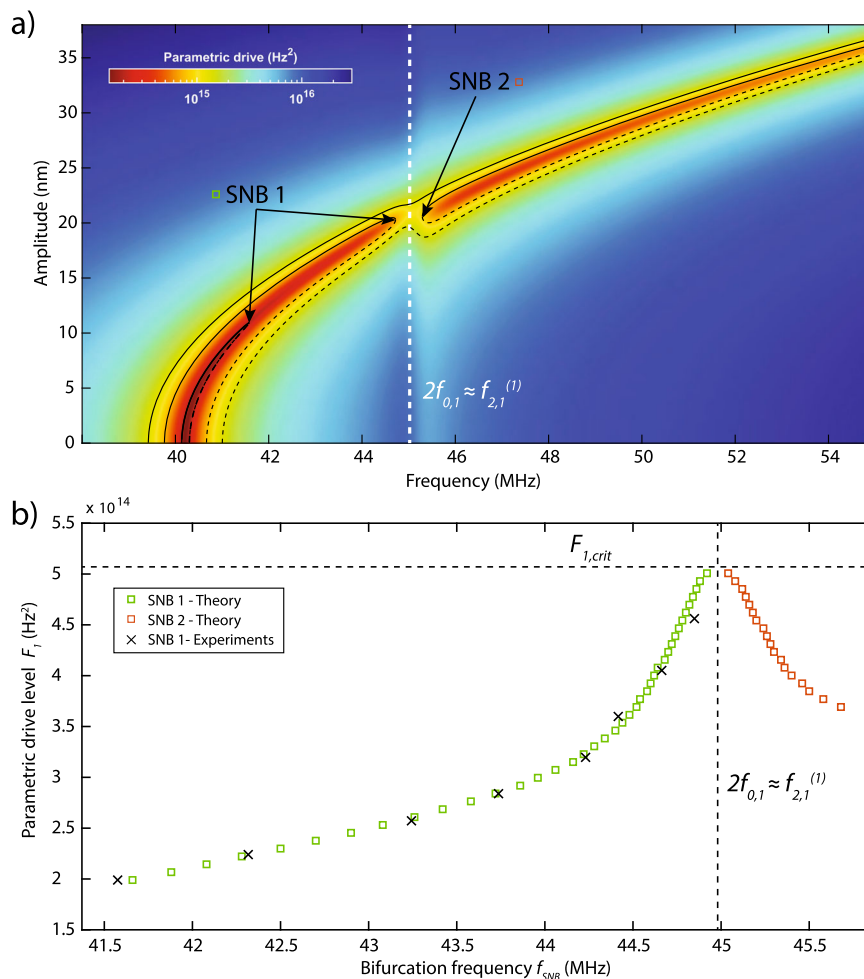 a)
Parametric drive (Hz²)
10¹⁵
10¹⁶
SNB 1
SNB 2
2f₀,₁ ≈ f₂,₁⁽¹⁾
Amplitude (nm)
35
30
25
20
15
10
5
0
40
42
44
46
48
50
52
54
Frequency (MHz)
b)
x 10¹⁴
F₁,crit
SNB 1 - Theory
SNB 2 - Theory
SNB 1- Experiments
2f₀,₁ ≈ f₂,₁⁽¹⁾
Parametric drive level F₁ (Hz²)
5.5
5
4.5
4
3.5
3
2.5
2
1.5
41.5
42
42.5
43
43.5
44
44.5
45
45.5
Bifurcation frequency f_SNB (MHz)